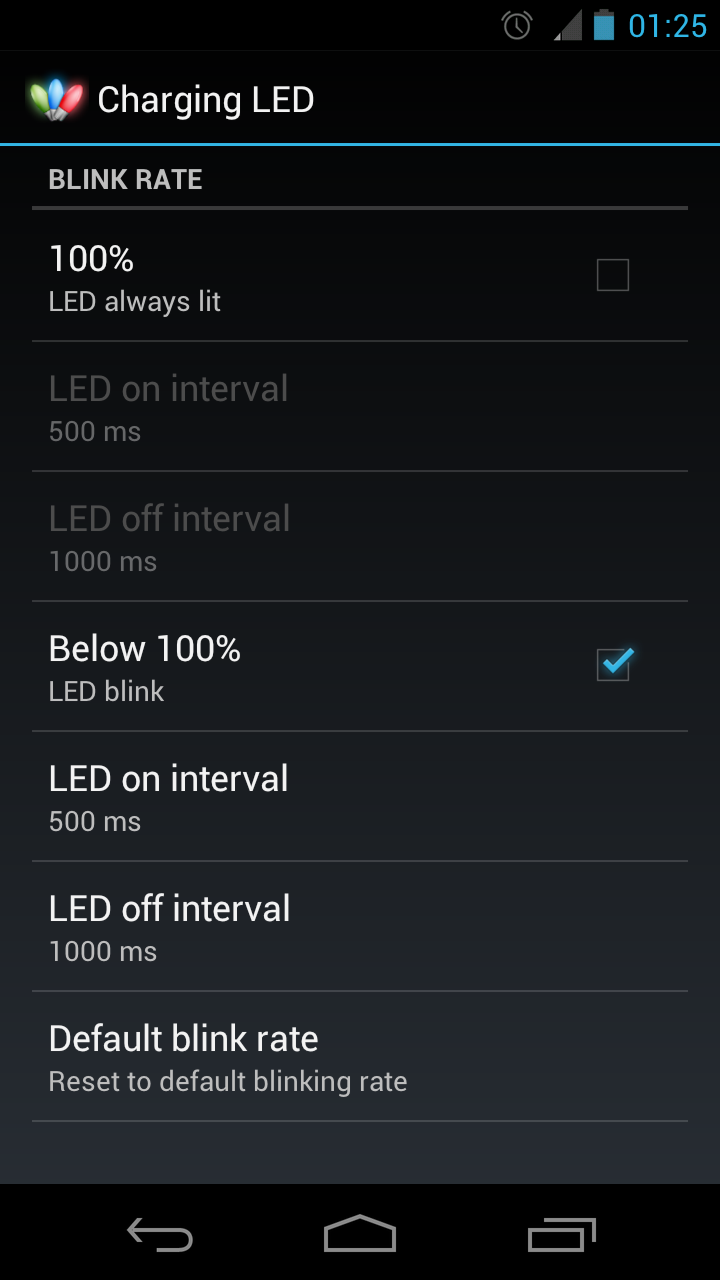 01:25
Charging LED
BLINK RATE
100%
LED always lit
LED on interval
500 ms
LED off interval
1000 ms
Below 100%
LED blink
LED on interval
500 ms
LED off interval
1000 ms
Default blink rate
Reset to default blinking rate